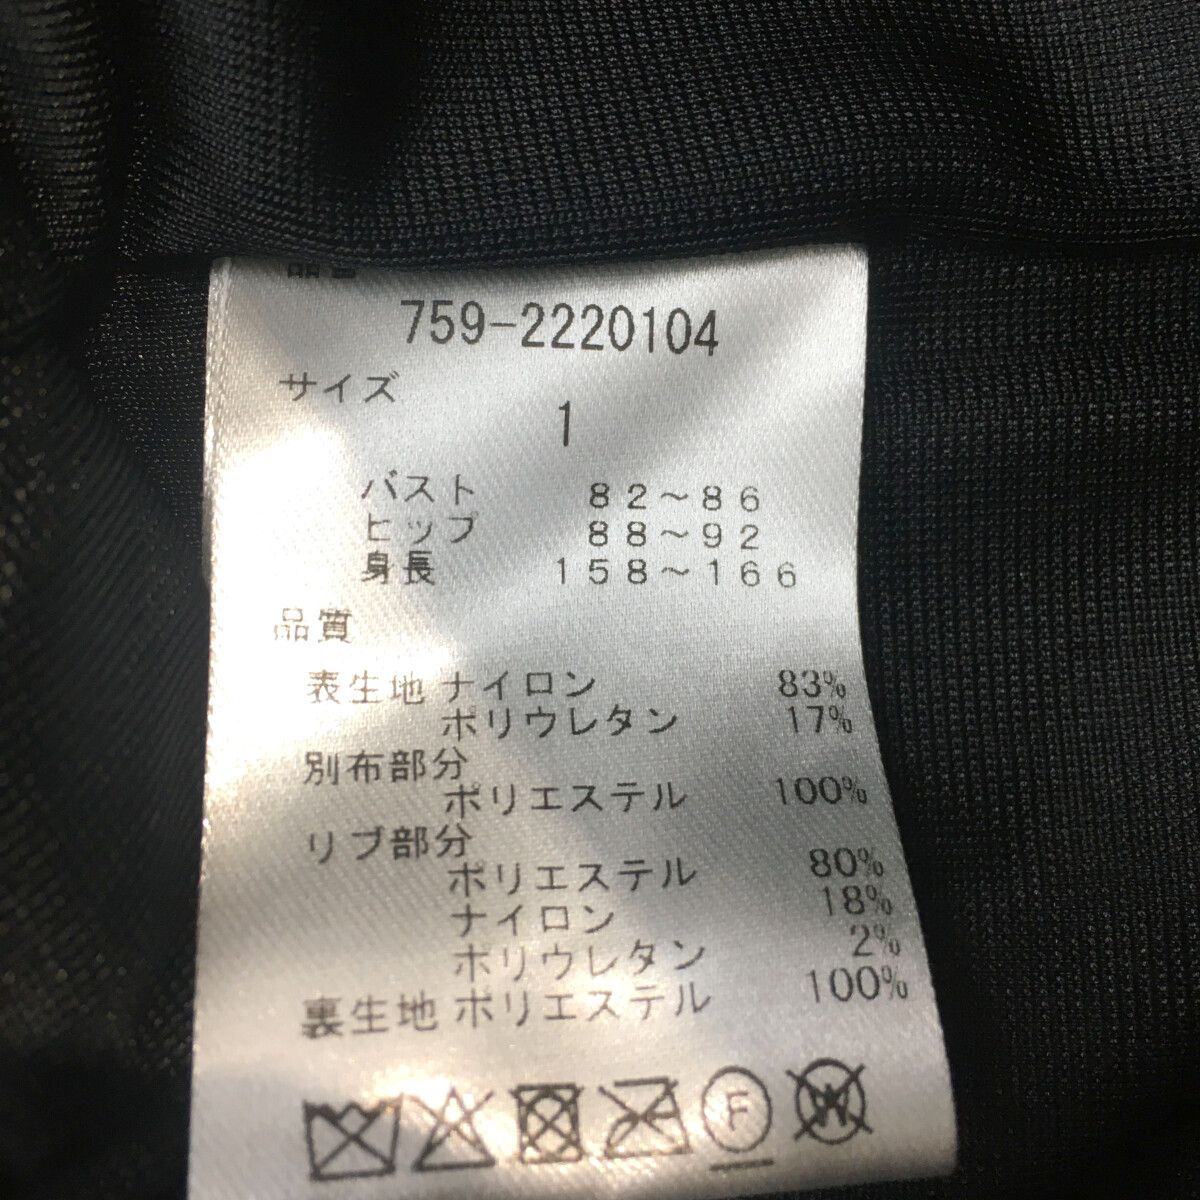 品番
759-2220104
サイズ
1
バスト 82～86
ヒップ 88～92
身長 158～166
品質
表生地 ナイロン 83%
ポリウレタン 17%
別布部分
ポリエステル 100%
リブ部分
ポリエステル 80%
ナイロン 18%
ポリウレタン 2%
裏生地 ポリエステル 100%
F
W